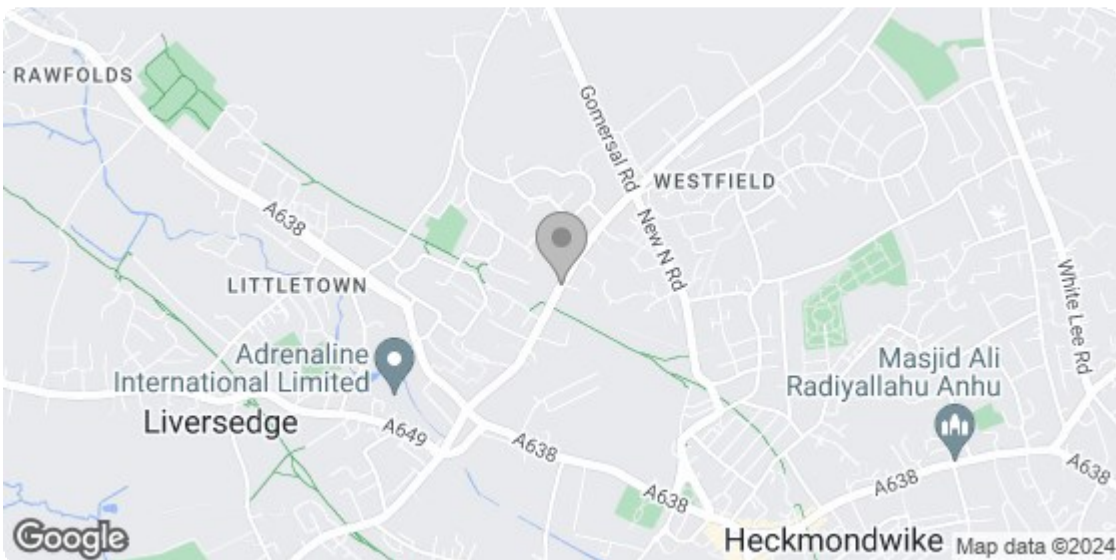 RAWFOLDS
Gomersal Rd
WESTFIELD
A638
New N Rd
LITTLETOWN
White Lee Rd
Adrenaline
International Limited
Masjid Ali
Radiyallahu Anhu
Liversedge
A649
A638
A638
A638
A638
Google
Heckmondwike
Map data ©2024